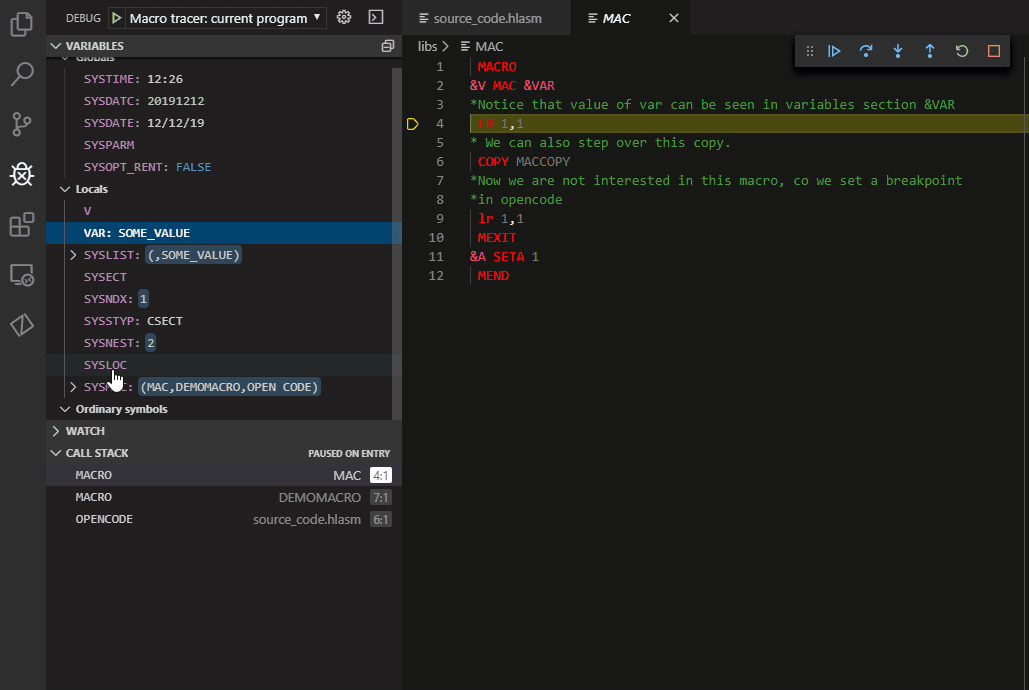 DEBUG Macro tracer: current program
VARIABLES
Globals
SYSTIME: 12:26
SYSDATC: 20191212
SYSDATE: 12/12/19
SYSPARM
SYSOPT_RENT: FALSE
Locals
V
VAR: SOME_VALUE
SYSLIST: (,SOME_VALUE)
SYSECT
SYSNDX: 1
SYSSTYP: CSECT
SYSNEST: 2
SYSLOC
(MAC,DEMOMACRO,OPEN CODE)
Ordinary symbols
WATCH
CALL STACK PAUSED ON ENTRY
MACRO MAC 4:1
MACRO DEMOMACRO 7:1
OPENCODE source_code.hlasm 6:1
source_code.hlasm MAC
libs > MAC
1 MACRO
2 &V MAC &VAR
3 *Notice that value of var can be seen in variables section &VAR
4 LR 1,1
5 * We can also step over this copy.
6 COPY MACCOPY
7 *Now we are not interested in this macro, co we set a breakpoint
8 *in opencode
9 lr 1,1
10 MEXIT
11 &A SETA 1
12 MEND